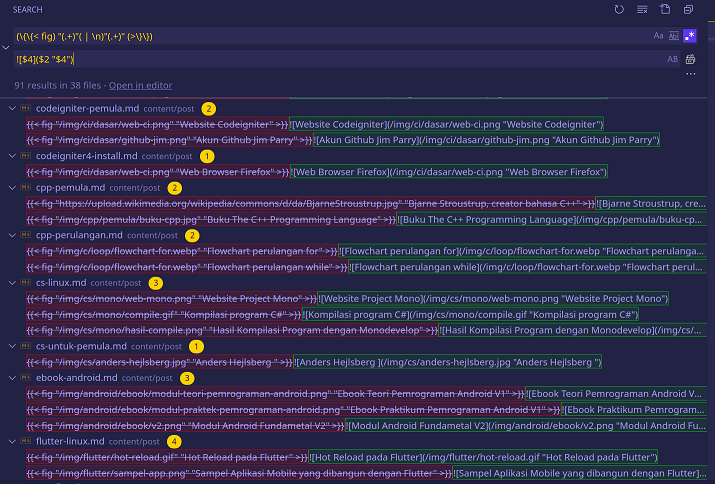 SEARCH
(\{\{< fig) "(.+)"( | \n)"(.+)" (>\}\})
Aa ab .*
![$4]($2 "$4")
AB
...
91 results in 38 files - Open in editor
codeigniter-pemula.md content/post 2
{{< fig "/img/ci/dasar/web-ci.png" "Website Codeigniter" >}}![Website Codeigniter](/img/ci/dasar/web-ci.png "Website Codeigniter")
{{< fig "/img/ci/dasar/github-jim.png" "Akun Github Jim Parry" >}}![Akun Github Jim Parry](/img/ci/dasar/github-jim.png "Akun Github Jim Parry")
codeigniter4-install.md content/post 1
{{< fig "/img/ci/dasar/web-ci.png" "Web Browser Firefox" >}}![Web Browser Firefox](/img/ci/dasar/web-ci.png "Web Browser Firefox")
cpp-pemula.md content/post 2
{{< fig "https://upload.wikimedia.org/wikipedia/commons/d/da/BjarneStroustrup.jpg" "Bjarne Stroustrup, creator bahasa C++" >}}![Bjarne Stroustrup, cre...
{{< fig "/img/cpp/pemula/buku-cpp.jpg" "Buku The C++ Programming Language" >}}![Buku The C++ Programming Language](/img/cpp/pemula/buku-cp...
cpp-perulangan.md content/post 2
{{< fig "/img/c/loop/flowchart-for.webp" "Flowchart perulangan for" >}}![Flowchart perulangan for](/img/c/loop/flowchart-for.webp "Flowchart perulanga...
{{< fig "/img/c/loop/flowchart-for.webp" "Flowchart perulangan while" >}}![Flowchart perulangan while](/img/c/loop/flowchart-for.webp "Flowchart perul...
cs-linux.md content/post 3
{{< fig "/img/cs/mono/web-mono.png" "Website Project Mono" >}}![Website Project Mono](/img/cs/mono/web-mono.png "Website Project Mono")
{{< fig "/img/cs/mono/compile.gif" "Kompilasi program C#" >}}![Kompilasi program C#](/img/cs/mono/compile.gif "Kompilasi program C#")
{{< fig "/img/cs/mono/hasil-compile.png" "Hasil Kompilasi Program dengan Monodevelop" >}}![Hasil Kompilasi Program dengan Monodevelop](/img/cs/...
cs-untuk-pemula.md content/post 1
{{< fig "/img/cs/anders-hejlsberg.jpg" "Anders Hejlsberg " >}}![Anders Hejlsberg ](/img/cs/anders-hejlsberg.jpg "Anders Hejlsberg ")
ebook-android.md content/post 3
{{< fig "/img/android/ebook/modul-teori-pemrograman-android.png" "Ebook Teori Pemrograman Android V1" >}}![Ebook Teori Pemrograman Android V...
{{< fig "/img/android/ebook/modul-praktek-pemrograman-android.png" "Ebook Praktikum Pemrograman Android V1" >}}![Ebook Praktikum Pemrogram...
{{< fig "/img/android/ebook/v2.png" "Modul Android Fundametal V2" >}}![Modul Android Fundametal V2](/img/android/ebook/v2.png "Modul Android Fu...
flutter-linux.md content/post 4
{{< fig "/img/flutter/hot-reload.gif" "Hot Reload pada Flutter" >}}![Hot Reload pada Flutter](/img/flutter/hot-reload.gif "Hot Reload pada Flutter")
{{< fig "/img/flutter/sampel-app.png" "Sampel Aplikasi Mobile yang dibangun dengan Flutter" >}}![Sampel Aplikasi Mobile yang dibangun dengan Flutter]...